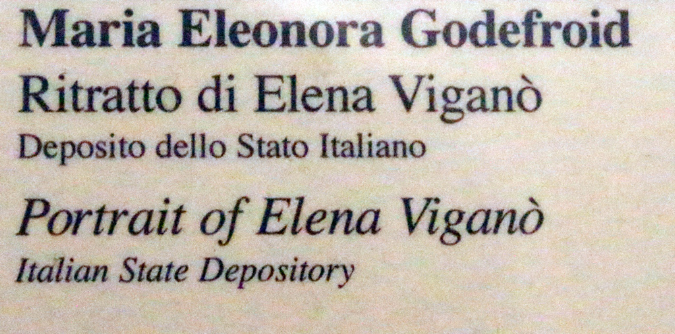 Maria Eleonora Godefroid
Ritratto di Elena Viganò
Deposito dello Stato Italiano
Portrait of Elena Viganò
Italian State Depository